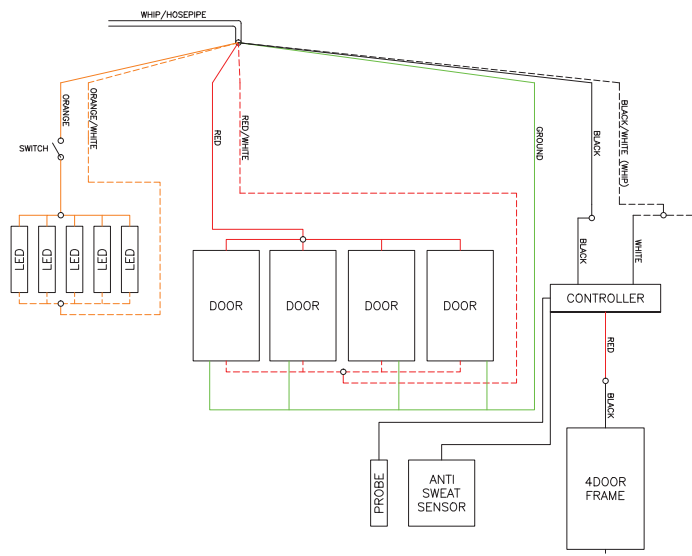 WHIP/HOSEPIPE
ORANGE
ORANGE/WHITE
SWITCH
RED
RED/WHITE
GROUND
BLACK
BLACK/WHITE (WHIP)
LED
LED
LED
LED
LED
BLACK
WHITE
DOOR
DOOR
DOOR
DOOR
CONTROLLER
RED
BLACK
PROBE
ANTI
SWEAT
SENSOR
4DOOR
FRAME